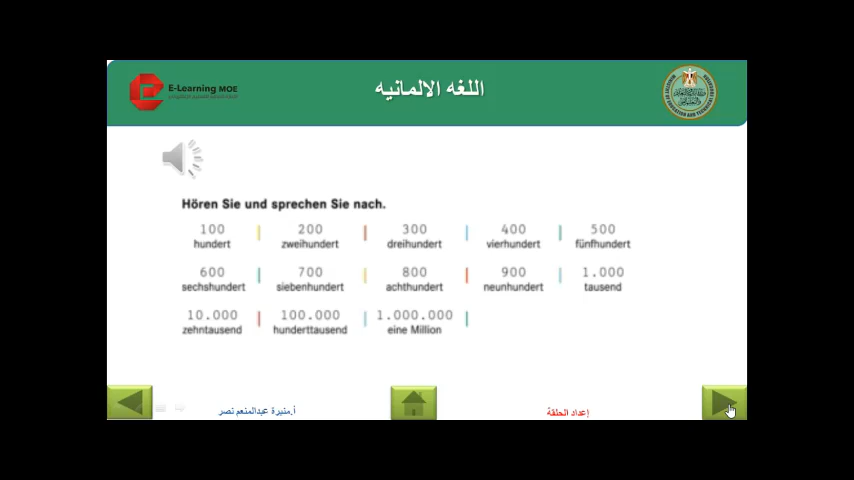 E-Learning MOE
اللغه الالمانيه
Hören Sie und sprechen Sie nach.
100 200 300 400 500
hundert zweihundert dreihundert vierhundert fünfhundert
600 700 800 900 1.000
sechshundert siebenhundert achthundert neunhundert tausend
10.000 100.000 1.000.000
zehntausend hunderttausend eine Million
إعداد الحلقة
أ.منيرة عبدالمنعم نصر